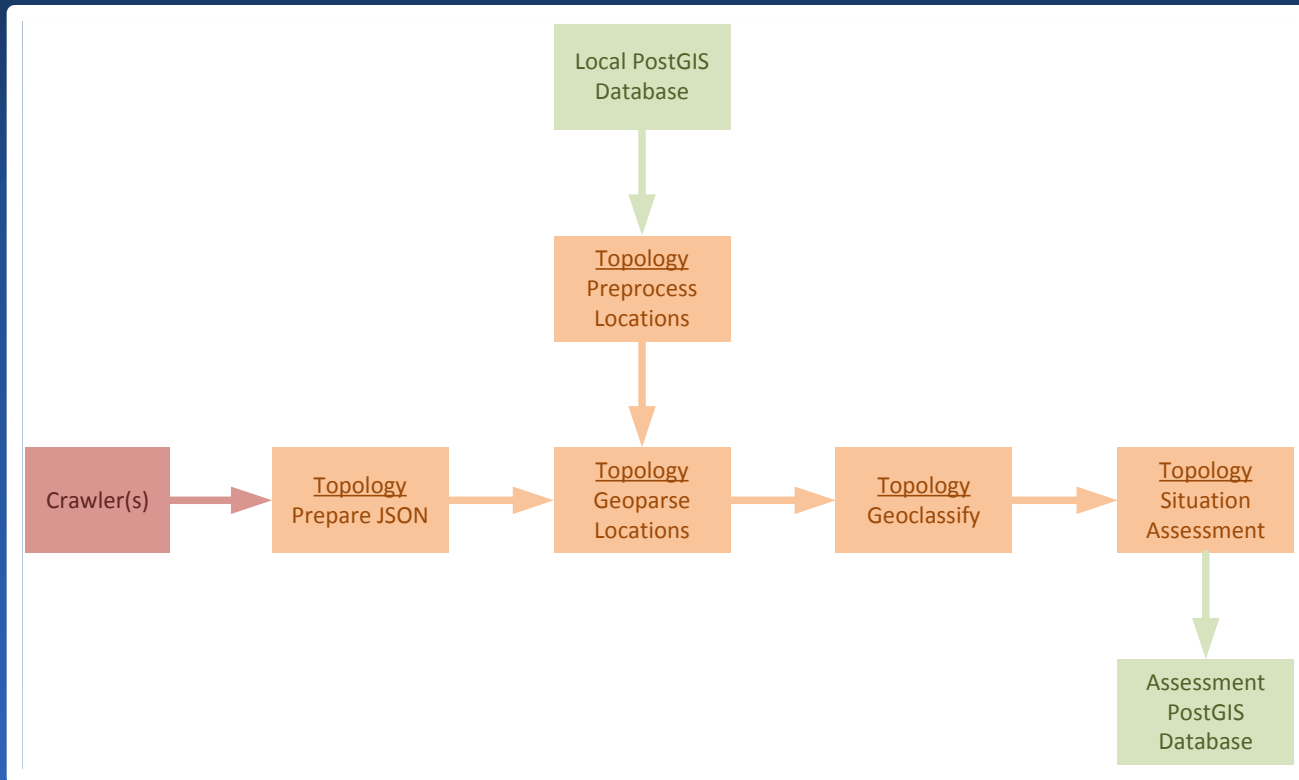 Local PostGIS
Database
Topology
Preprocess
Locations
Crawler(s)
Topology
Prepare JSON
Topology
Geoparse
Locations
Topology
Geoclassify
Topology
Situation
Assessment
Assessment
PostGIS
Database